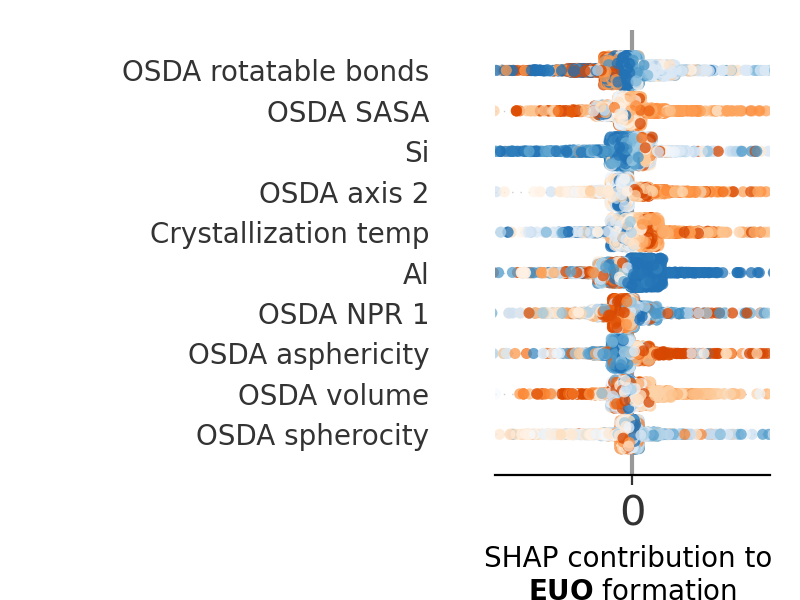 OSDA rotatable bonds
OSDA SASA
Si
OSDA axis 2
Crystallization temp
Al
OSDA NPR 1
OSDA asphericity
OSDA volume
OSDA spherocity
0
SHAP contribution to
EUO formation